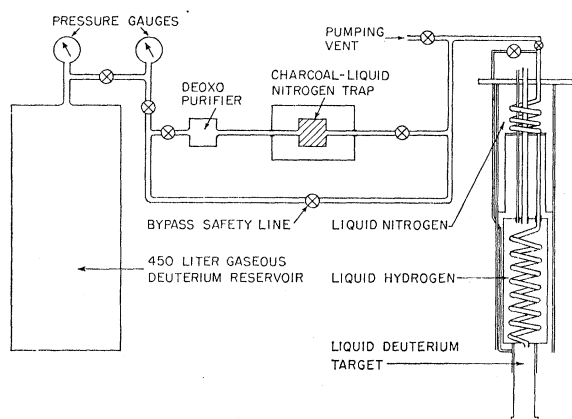 PRESSURE GAUGES
PUMPING
VENT
DEOXO
PURIFIER
CHARCOAL-LIQUID
NITROGEN TRAP
BYPASS SAFETY LINE
LIQUID NITROGEN
450 LITER GASEOUS
DEUTERIUM RESERVOIR
LIQUID HYDROGEN
LIQUID DEUTERIUM
TARGET